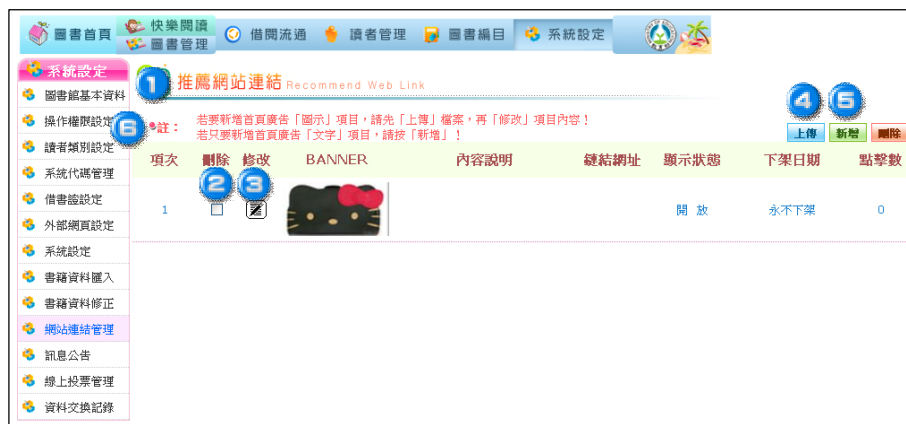 圖書首頁 快樂閱讀 圖書管理 借閱流通 讀者管理 圖書編目 系統設定
系統設定
圖書館基本資料
操作權限設定
讀者類別設定
系統代碼管理
借書證設定
外部網頁設定
系統設定
書籍資料匯入
書籍資料修正
網站連結管理
訊息公告
線上投票管理
資料交換記錄
1 推薦網站連結 Recommend Web Link
6 註：若要新增首頁廣告「圖示」項目，請先「上傳」檔案，再「修改」項目內容！
若只要新增首頁廣告「文字」項目，請按「新增」！
4 5
上傳 新增 刪除
項次 刪除 修改 BANNER 內容說明 鏈結網址 顯示狀態 下架日期 點擊數
2 3
1 開放 永不下架 0